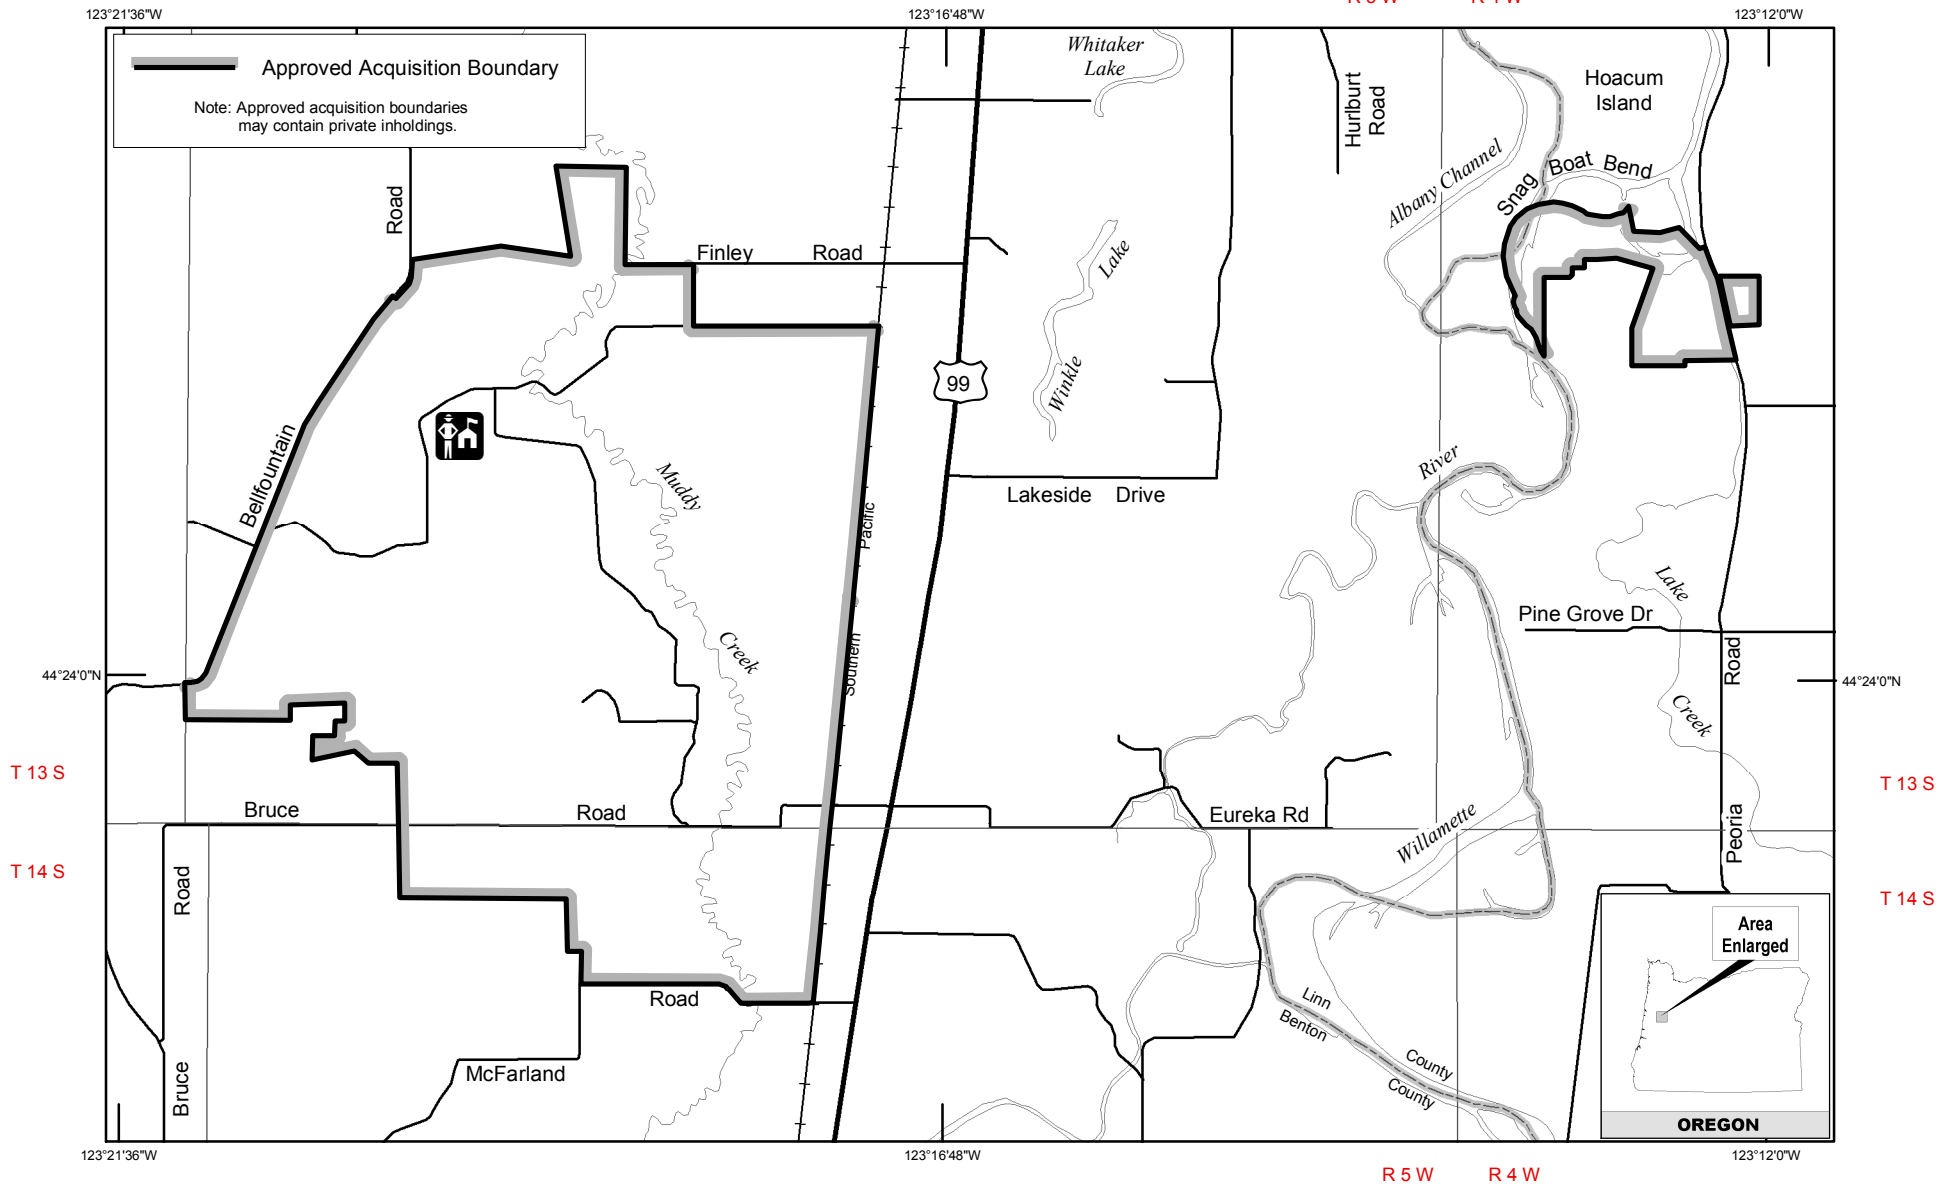 R 5 W R 4 W
123°21'36"W 123°16'48"W 123°12'0"W
Approved Acquisition Boundary
Note: Approved acquisition boundaries
may contain private inholdings.
Whitaker
Lake
Hurlburt
Road
Hoacum
Island
Albany Channel
Snag Boat Bend
Road
Finley Road
Lake
Winkle
99
Bellfountain
Muddy
Creek
Lakeside Drive
River
Pacific
Southern
Lake
Creek
Pine Grove Dr
Road
Peoria
44°24'0"N
44°24'0"N
T 13 S
T 13 S
Bruce Road
Eureka Rd
Willamette
T 14 S
T 14 S
Road
Bruce
Road
McFarland
Linn
Benton
County
County
Area
Enlarged
OREGON
123°21'36"W 123°16'48"W 123°12'0"W
R 5 W R 4 W